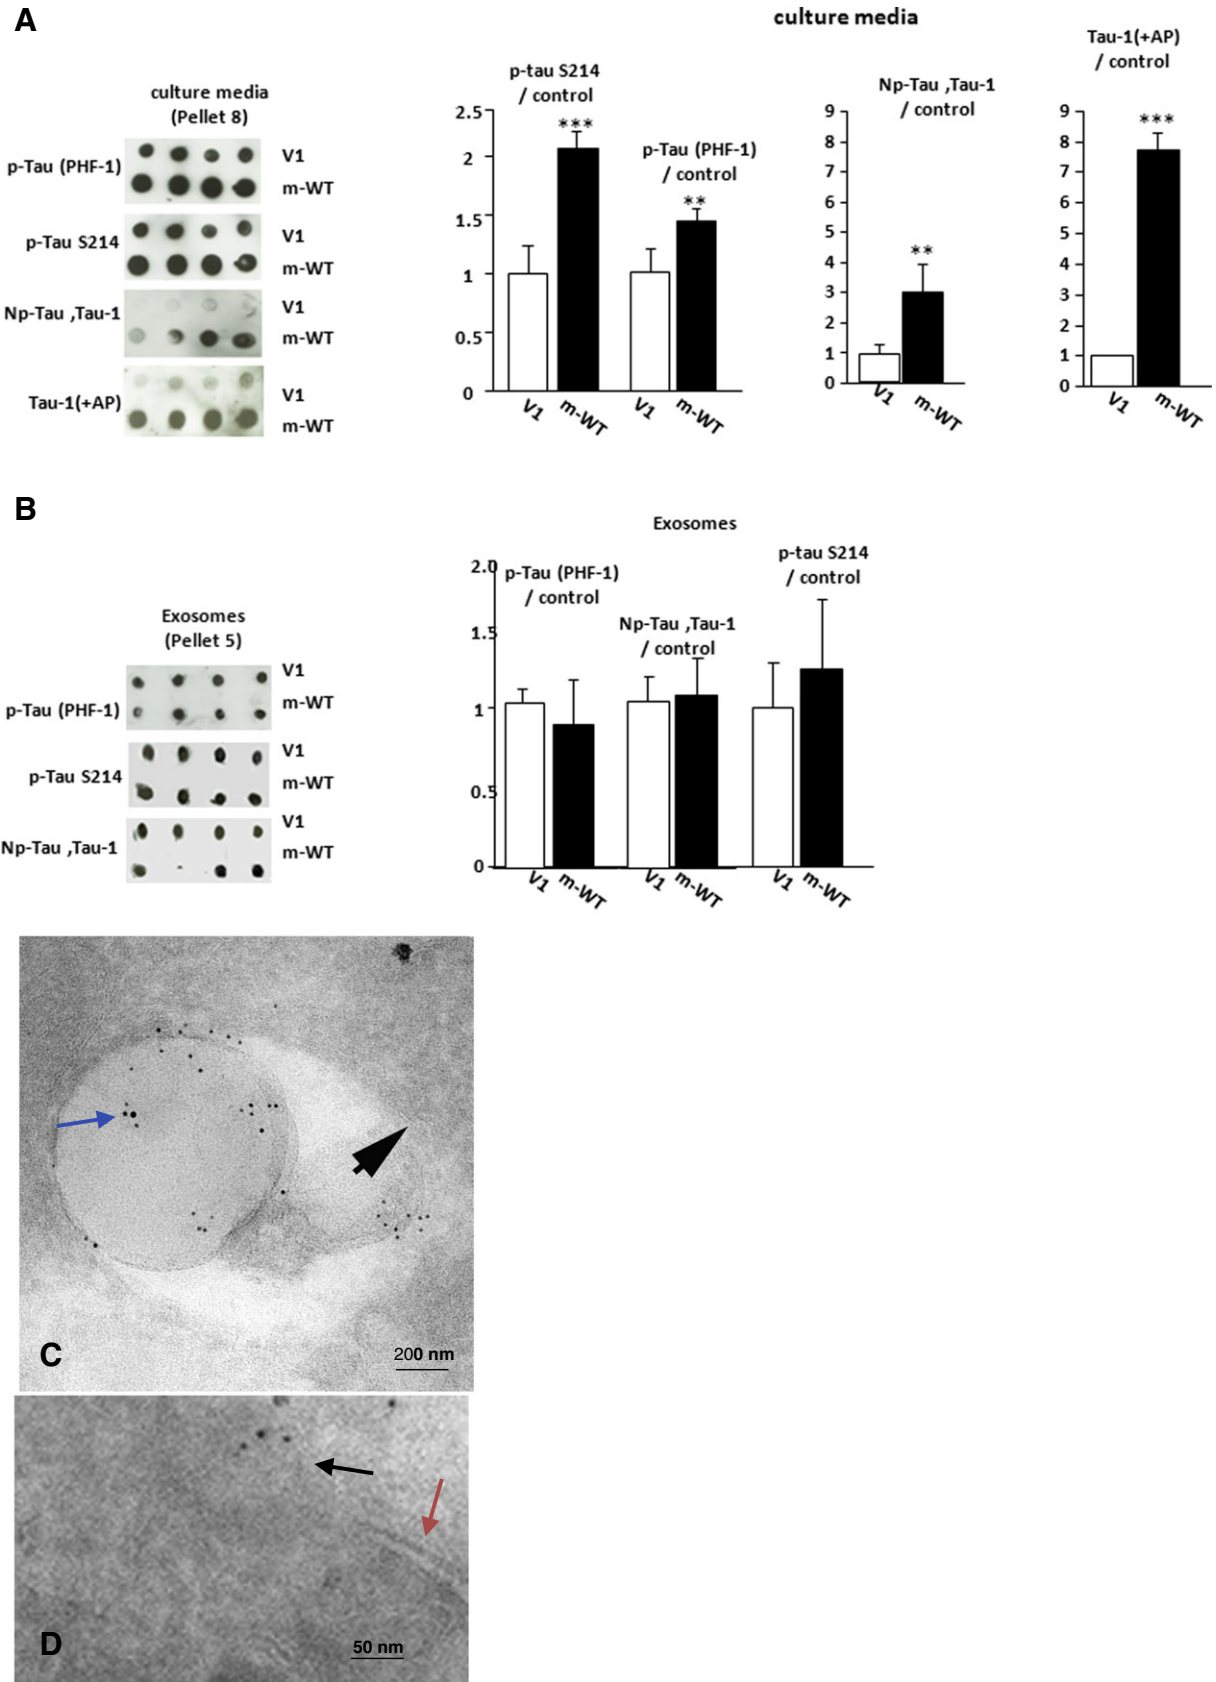 A
culture media
culture media
(Pellet 8)
p-Tau (PHF-1)
V1
m-WT
p-Tau S214
V1
m-WT
Np-Tau ,Tau-1
V1
m-WT
Tau-1(+AP)
V1
m-WT
p-tau S214
/ control
p-Tau (PHF-1)
/ control
2.5
2
1.5
1
0.5
0
***
**
V1
m-WT
V1
m-WT
Np-Tau ,Tau-1
/ control
9
8
7
6
5
4
3
2
1
0
**
V1
m-WT
Tau-1(+AP)
/ control
9
8
7
6
5
4
3
2
1
0
***
V1
m-WT
B
Exosomes
(Pellet 5)
p-Tau (PHF-1)
V1
m-WT
p-Tau S214
V1
m-WT
Np-Tau ,Tau-1
V1
m-WT
Exosomes
p-Tau (PHF-1)
/ control
Np-Tau ,Tau-1
/ control
p-tau S214
/ control
2.0
1.5
1
0.5
0
V1
m-WT
V1
m-WT
V1
m-WT
C
200 nm
D
50 nm